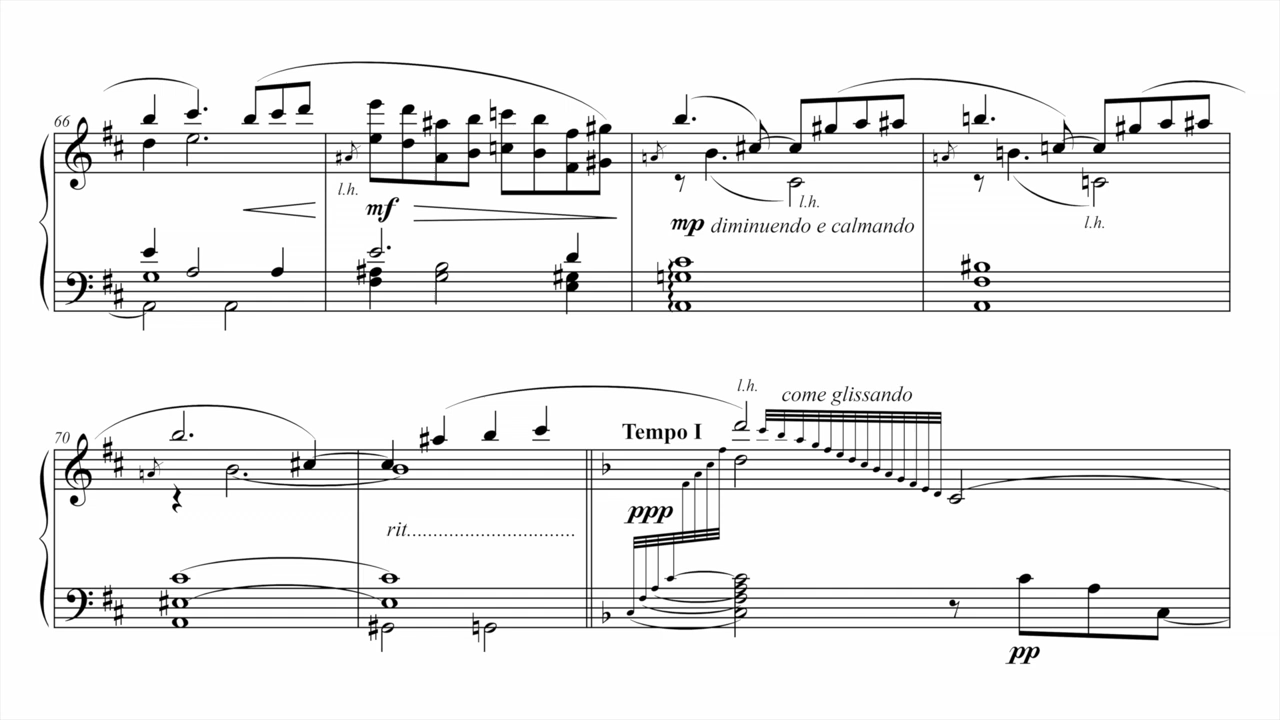 66
l.h.
mf
l.h.
mp diminuendo e calmando
l.h.
70
rit..............................
Tempo I
l.h.
come glissando
ppp
pp